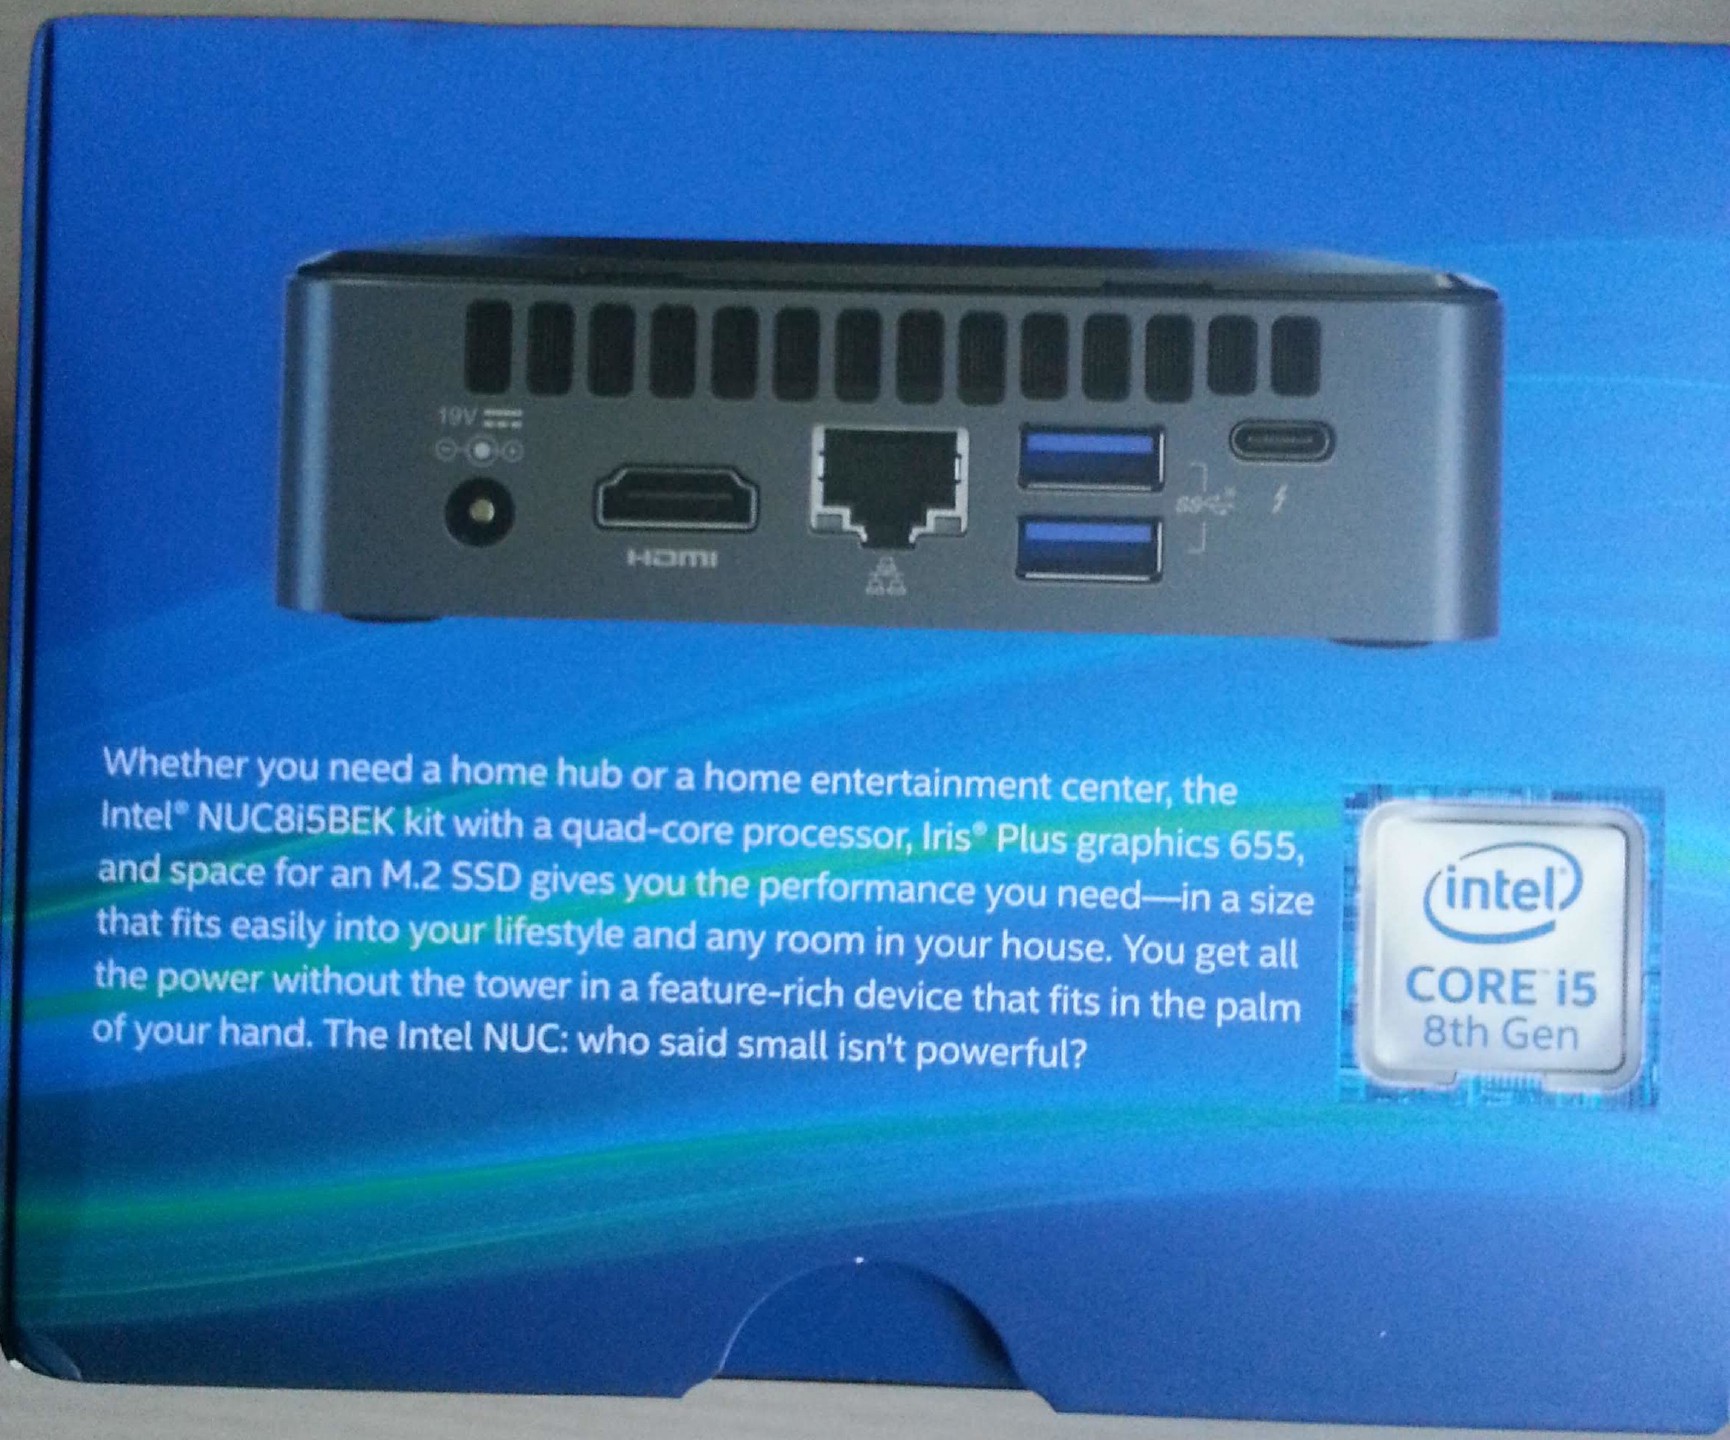 19V
HDMI
SS
Whether you need a home hub or a home entertainment center, the
Intel® NUC8i5BEK kit with a quad-core processor, Iris® Plus graphics 655,
and space for an M.2 SSD gives you the performance you need—in a size
that fits easily into your lifestyle and any room in your house. You get all
the power without the tower in a feature-rich device that fits in the palm
of your hand. The Intel NUC: who said small isn't powerful?
intel®
CORE™ i5
8th Gen